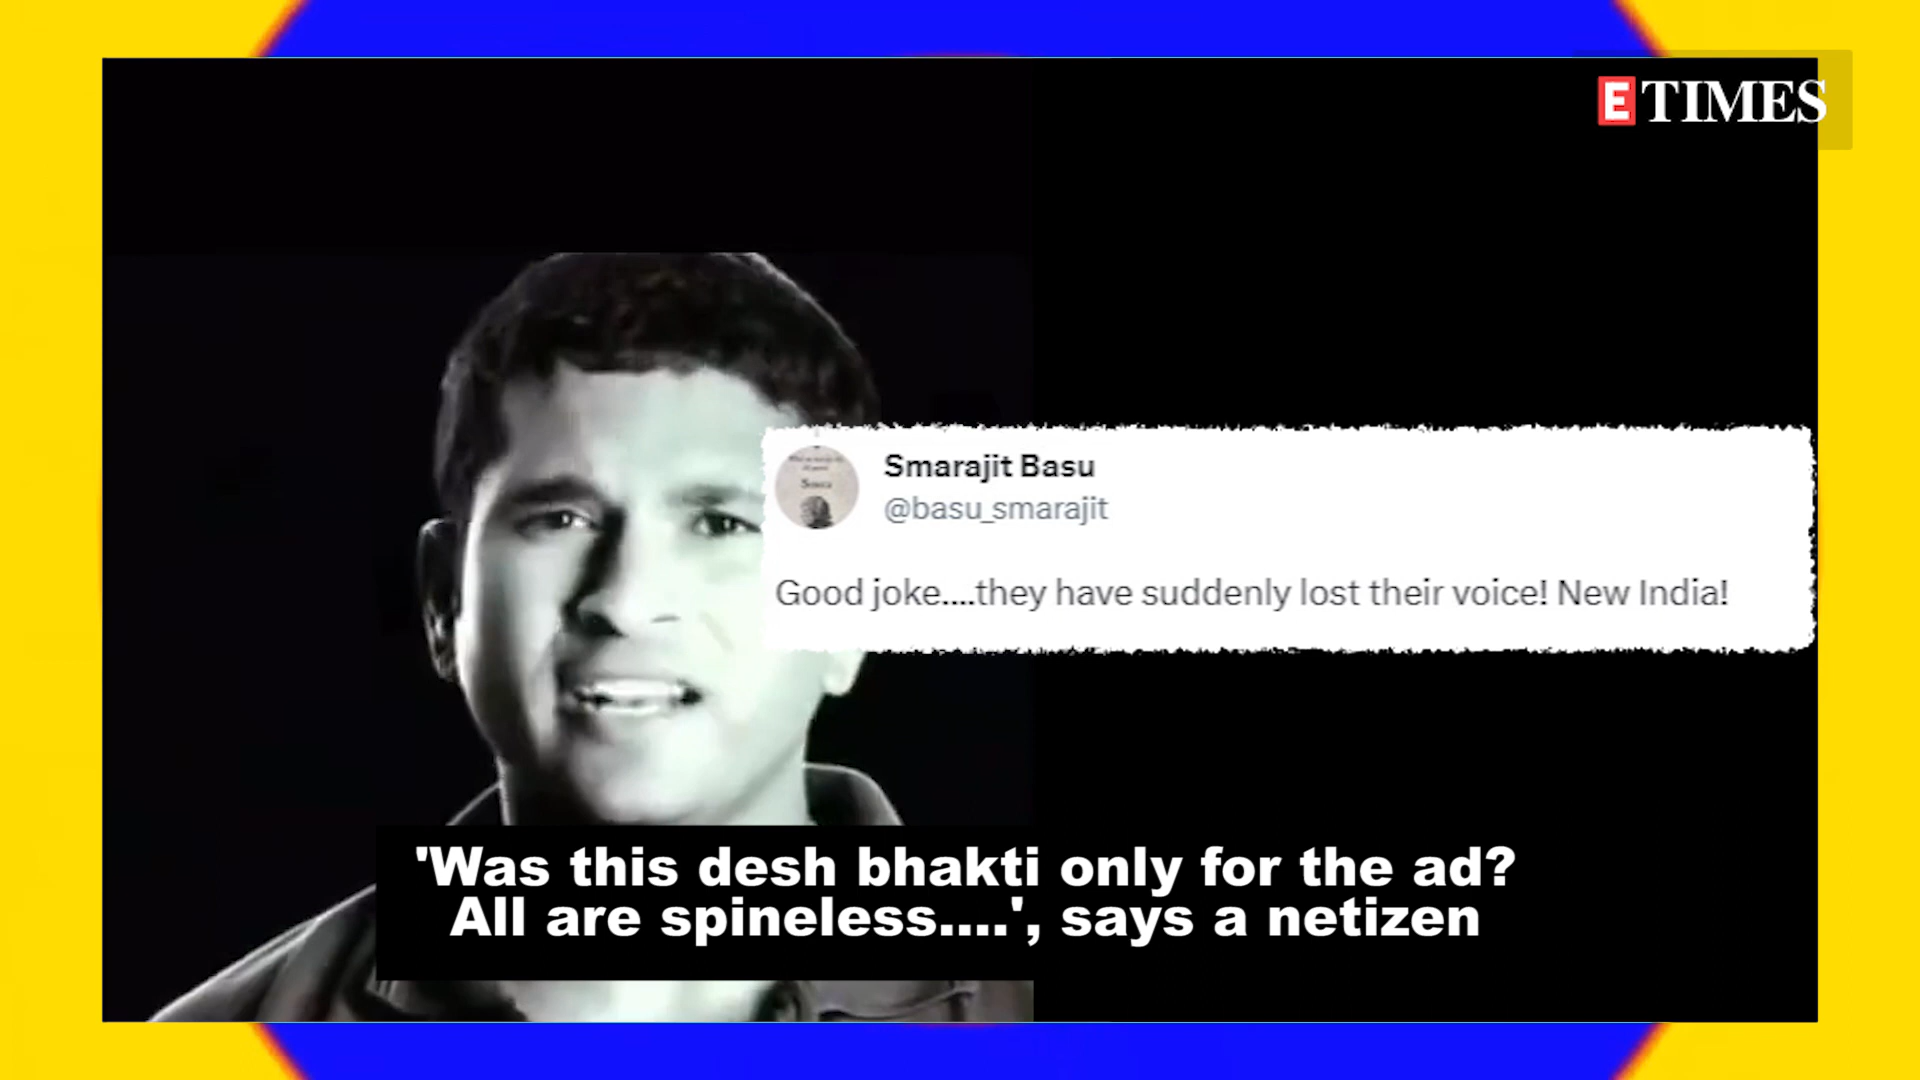 E TIMES
Smarajit Basu
@basu_smarajit
Good joke....they have suddenly lost their voice! New India!
'Was this desh bhakti only for the ad?
All are spineless....', says a netizen